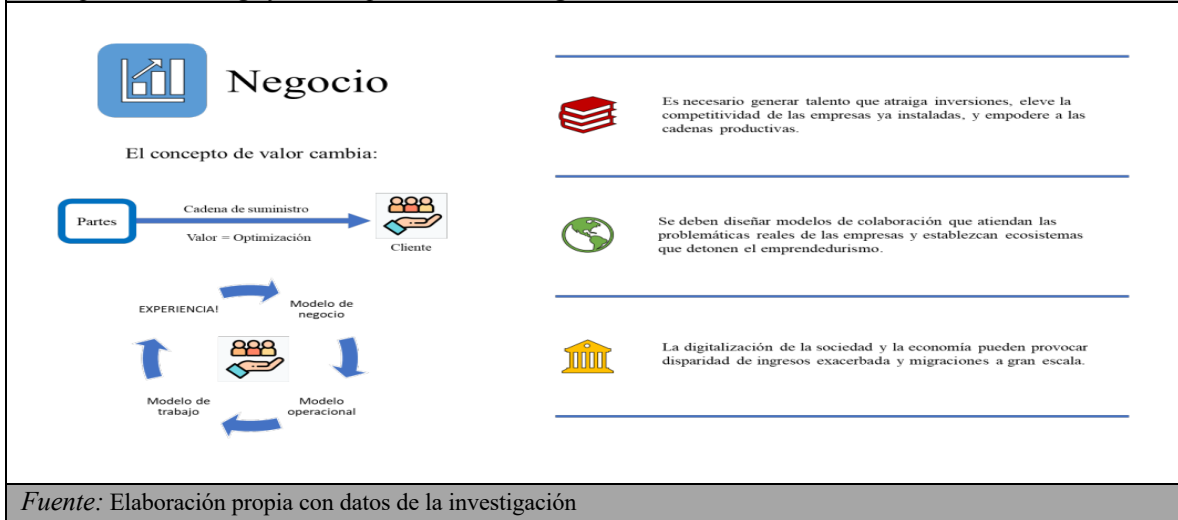 Negocio
El concepto de valor cambia:
Partes
Cadena de suministro
Valor = Optimización
Cliente
EXPERIENCIA!
Modelo de
negocio
Modelo de
trabajo
Modelo
operacional
Es necesario generar talento que atraiga inversiones, eleve la
competitividad de las empresas ya instaladas, y empodere a las
cadenas productivas.
Se deben diseñar modelos de colaboración que atiendan las
problemáticas reales de las empresas y establezcan ecosistemas
que detonen el emprendedurismo.
La digitalización de la sociedad y la economía pueden provocar
disparidad de ingresos exacerbada y migraciones a gran escala.
Fuente: Elaboración propia con datos de la investigación